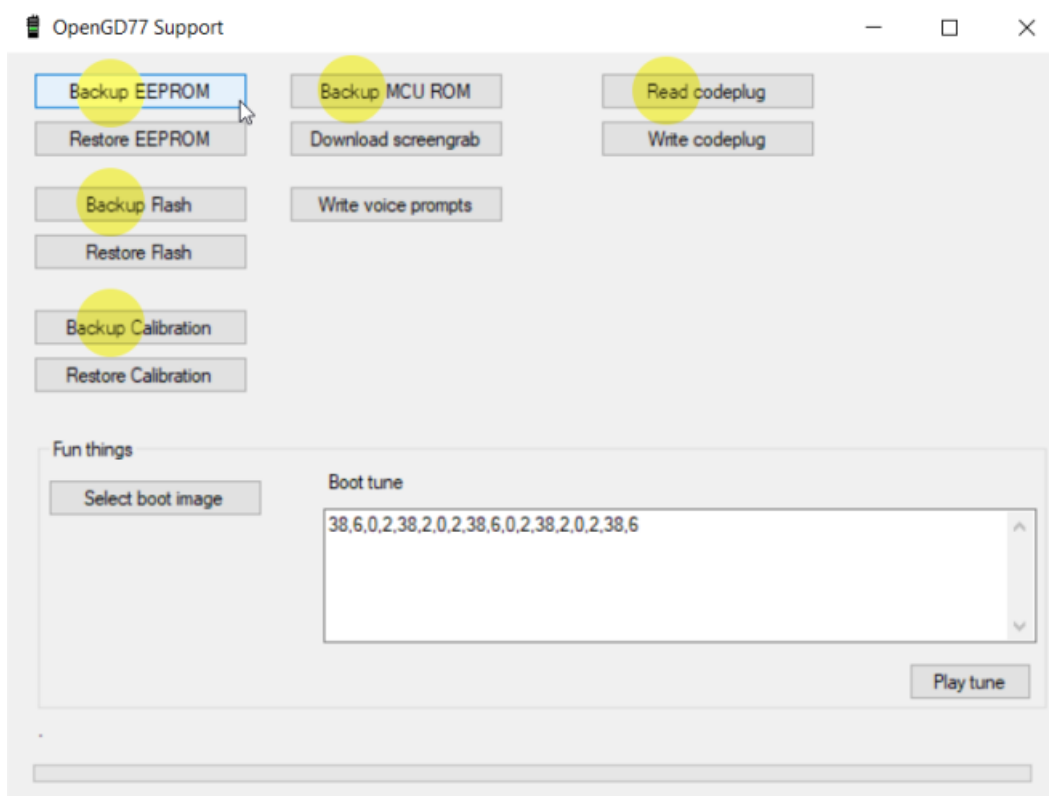 OpenGD77 Support
Backup EEPROM
Backup MCU ROM
Read codeplug
Restore EEPROM
Download screengrab
Write codeplug
Backup Flash
Write voice prompts
Restore Flash
Backup Calibration
Restore Calibration
Fun things
Select boot image
Boot tune
38,6,0,2,38,2,0,2,38,6,0,2,38,2,0,2,38,6
Play tune
.